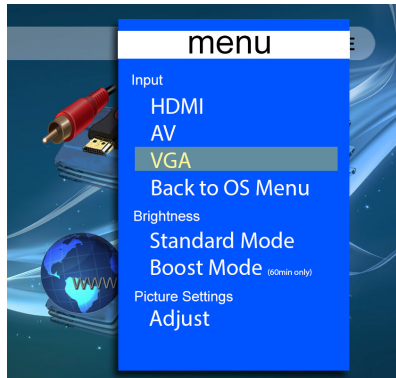 menu
Input
HDMI
AV
VGA
Back to OS Menu
Brightness
Standard Mode
Boost Mode (60min only)
Picture Settings
Adjust
WWW